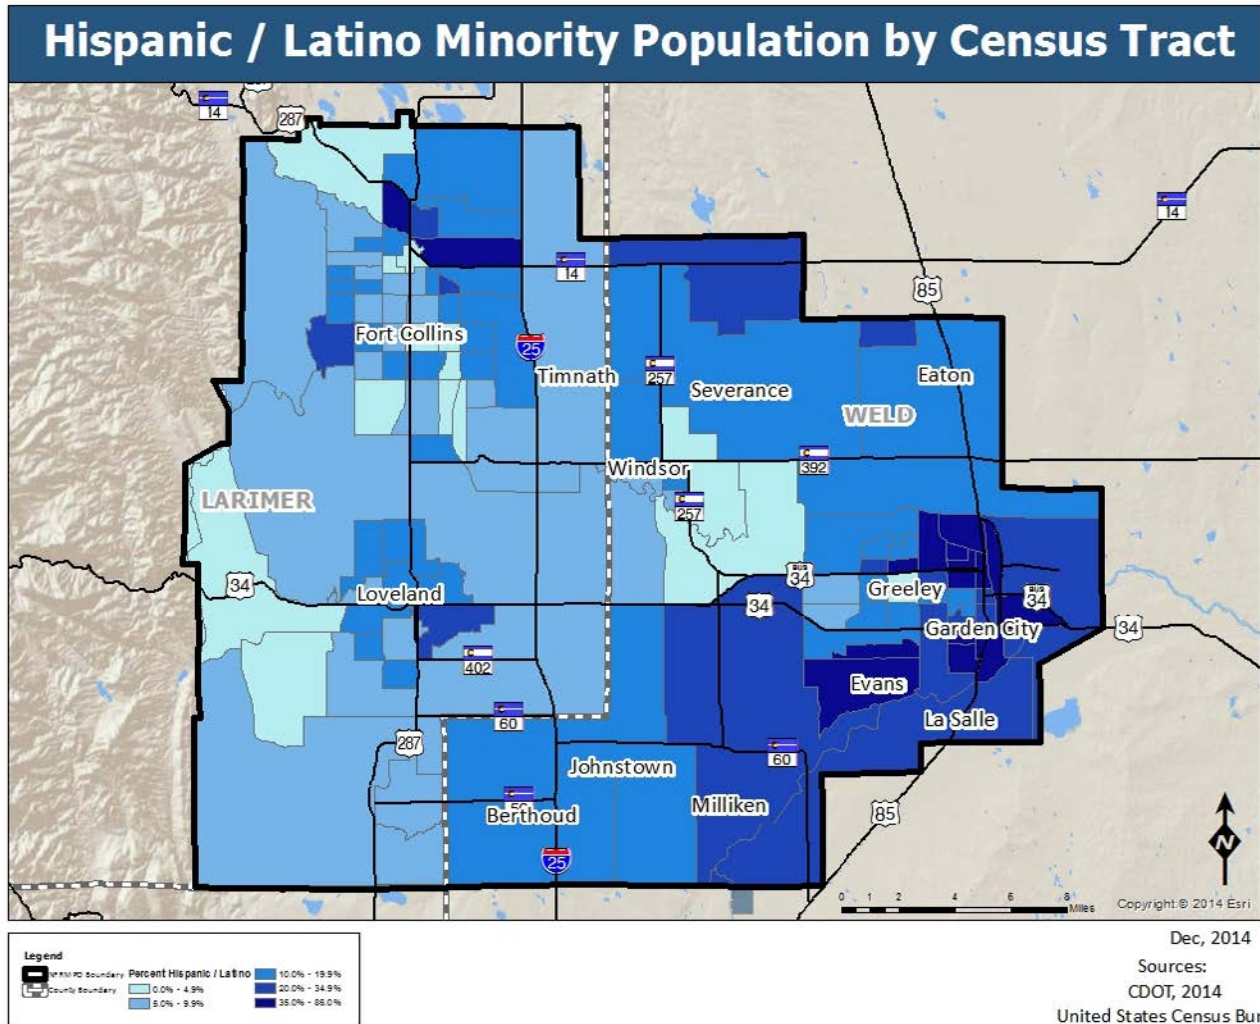 Hispanic / Latino Minority Population by Census Tract
14
287
14
14
85
Fort Collins
25
Timnath
257
Severance
Eaton
WELD
392
Windsor
LARIMER
257
34
Loveland
BUS
34
Greeley
BUS
34
34
Garden City
34
402
Evans
60
La Salle
287
60
Johnstown
Milliken
Berthoud
85
25
N
0 1 2 4 6 8
Miles
Copyright:© 2014 Esri
Legend
County Boundary
Percent Hispanic / Latino
0.0% - 4.9%
5.0% - 9.9%
10.0% - 19.9%
20.0% - 34.9%
35.0% - 86.0%
Dec, 2014
Sources:
CDOT, 2014
United States Census Bur